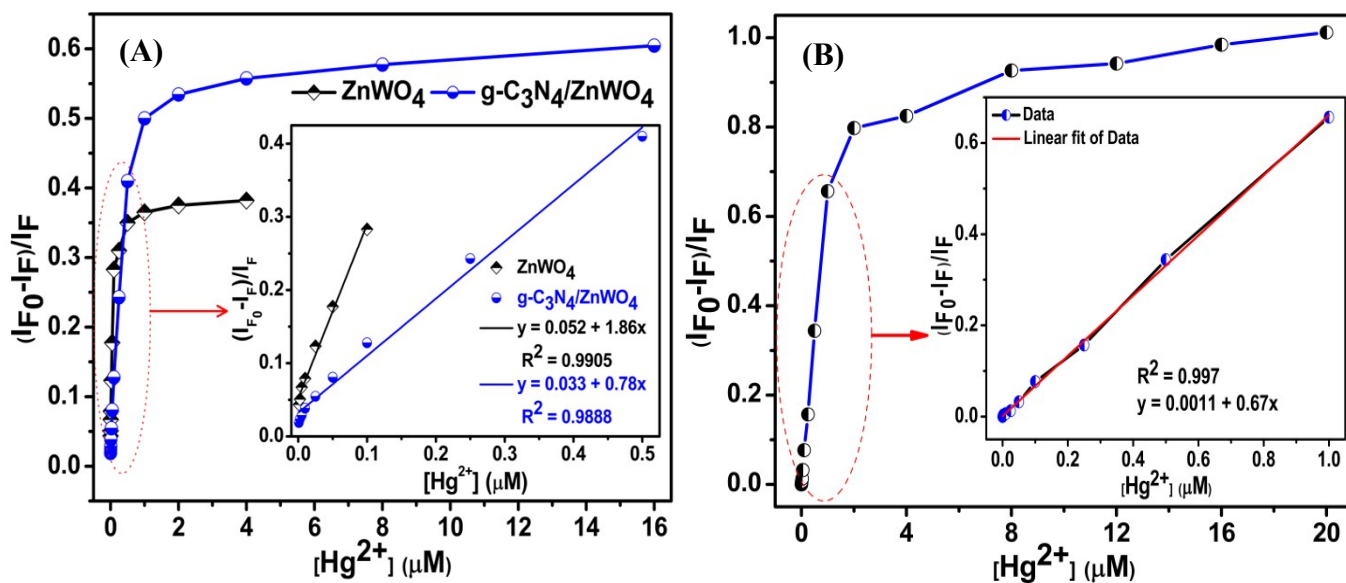 (A)
ZnWO4 g-C3N4/ZnWO4
(IF0-IF)/IF
0.6
0.5
0.4
0.3
0.2
0.1
0.0
0 2 4 6 8 10 12 14 16
[Hg2+] (μM)
(IF0-IF)/IF
0.4
0.3
0.2
0.1
0.0
ZnWO4
g-C3N4/ZnWO4
y = 0.052 + 1.86x
R2 = 0.9905
y = 0.033 + 0.78x
R2 = 0.9888
0.0 0.1 0.2 0.3 0.4 0.5
[Hg2+] (μM)
(B)
(IF0-IF)/IF
1.0
0.8
0.6
0.4
0.2
0.0
0 4 8 12 16 20
[Hg2+] (μM)
Data
Linear fit of Data
(IF0-IF)/IF
0.6
0.4
0.2
0.0
R2 = 0.997
y = 0.0011 + 0.67x
0.0 0.2 0.4 0.6 0.8 1.0
[Hg2+] (μM)